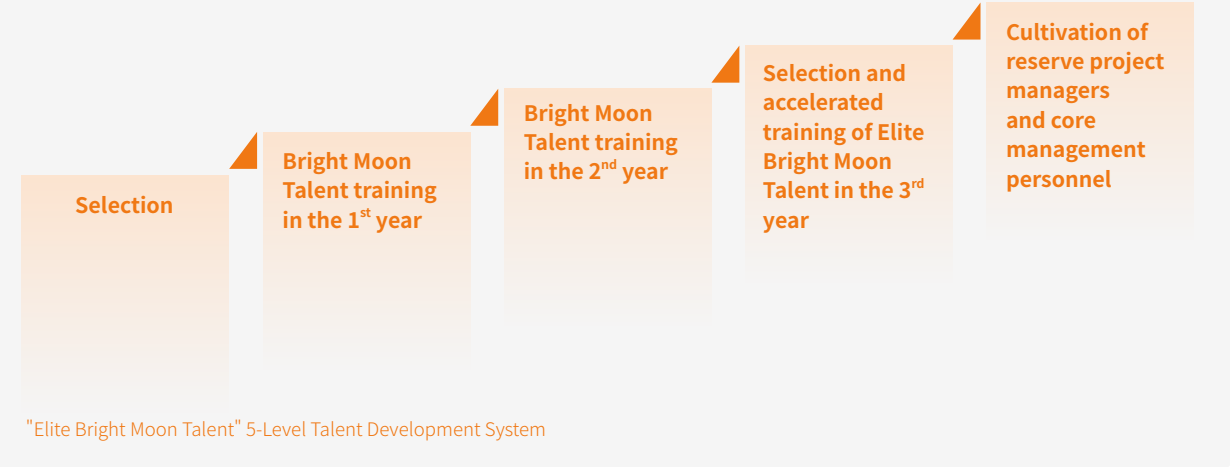 Selection
Bright Moon
Talent training
in the 1st year
Bright Moon
Talent training
in the 2nd year
Selection and
accelerated
training of Elite
Bright Moon
Talent in the 3rd
year
Cultivation of
reserve project
managers
and core
management
personnel
"Elite Bright Moon Talent" 5-Level Talent Development System